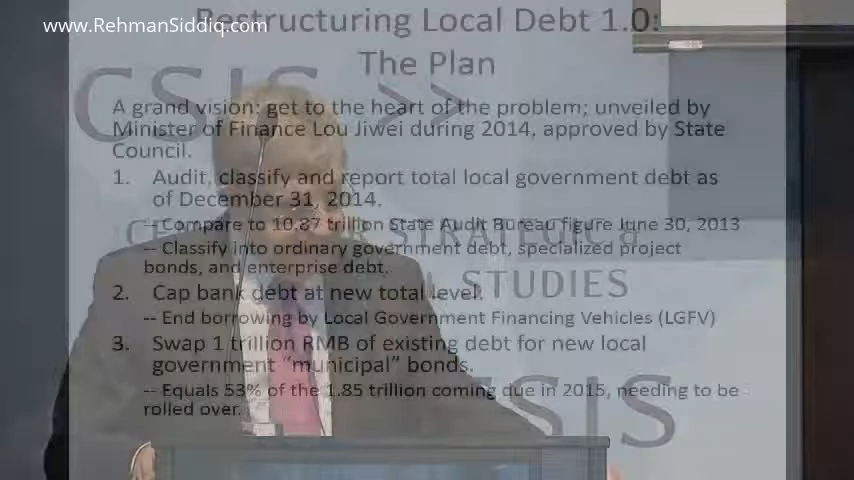 www.RehmanSiddiq.com
Restructuring Local Debt 1.0:
The Plan
CSIS
A grand vision: get to the heart of the problem; unveiled by
Minister of Finance Lou Jiwei during 2014, approved by State
Council.
1. Audit, classify and report total local government debt as
of December 31, 2014.
-- Compare to 10.87 trillion State Audit Bureau figure June 30, 2013
-- Classify into ordinary government debt, specialized project
bonds, and enterprise debt.
STUDIES
2. Cap bank debt at new total level.
-- End borrowing by Local Government Financing Vehicles (LGFV)
3. Swap 1 trillion RMB of existing debt for new local
government “municipal” bonds.
-- Equals 53% of the 1.85 trillion coming due in 2015, needing to be
rolled over.
CSIS